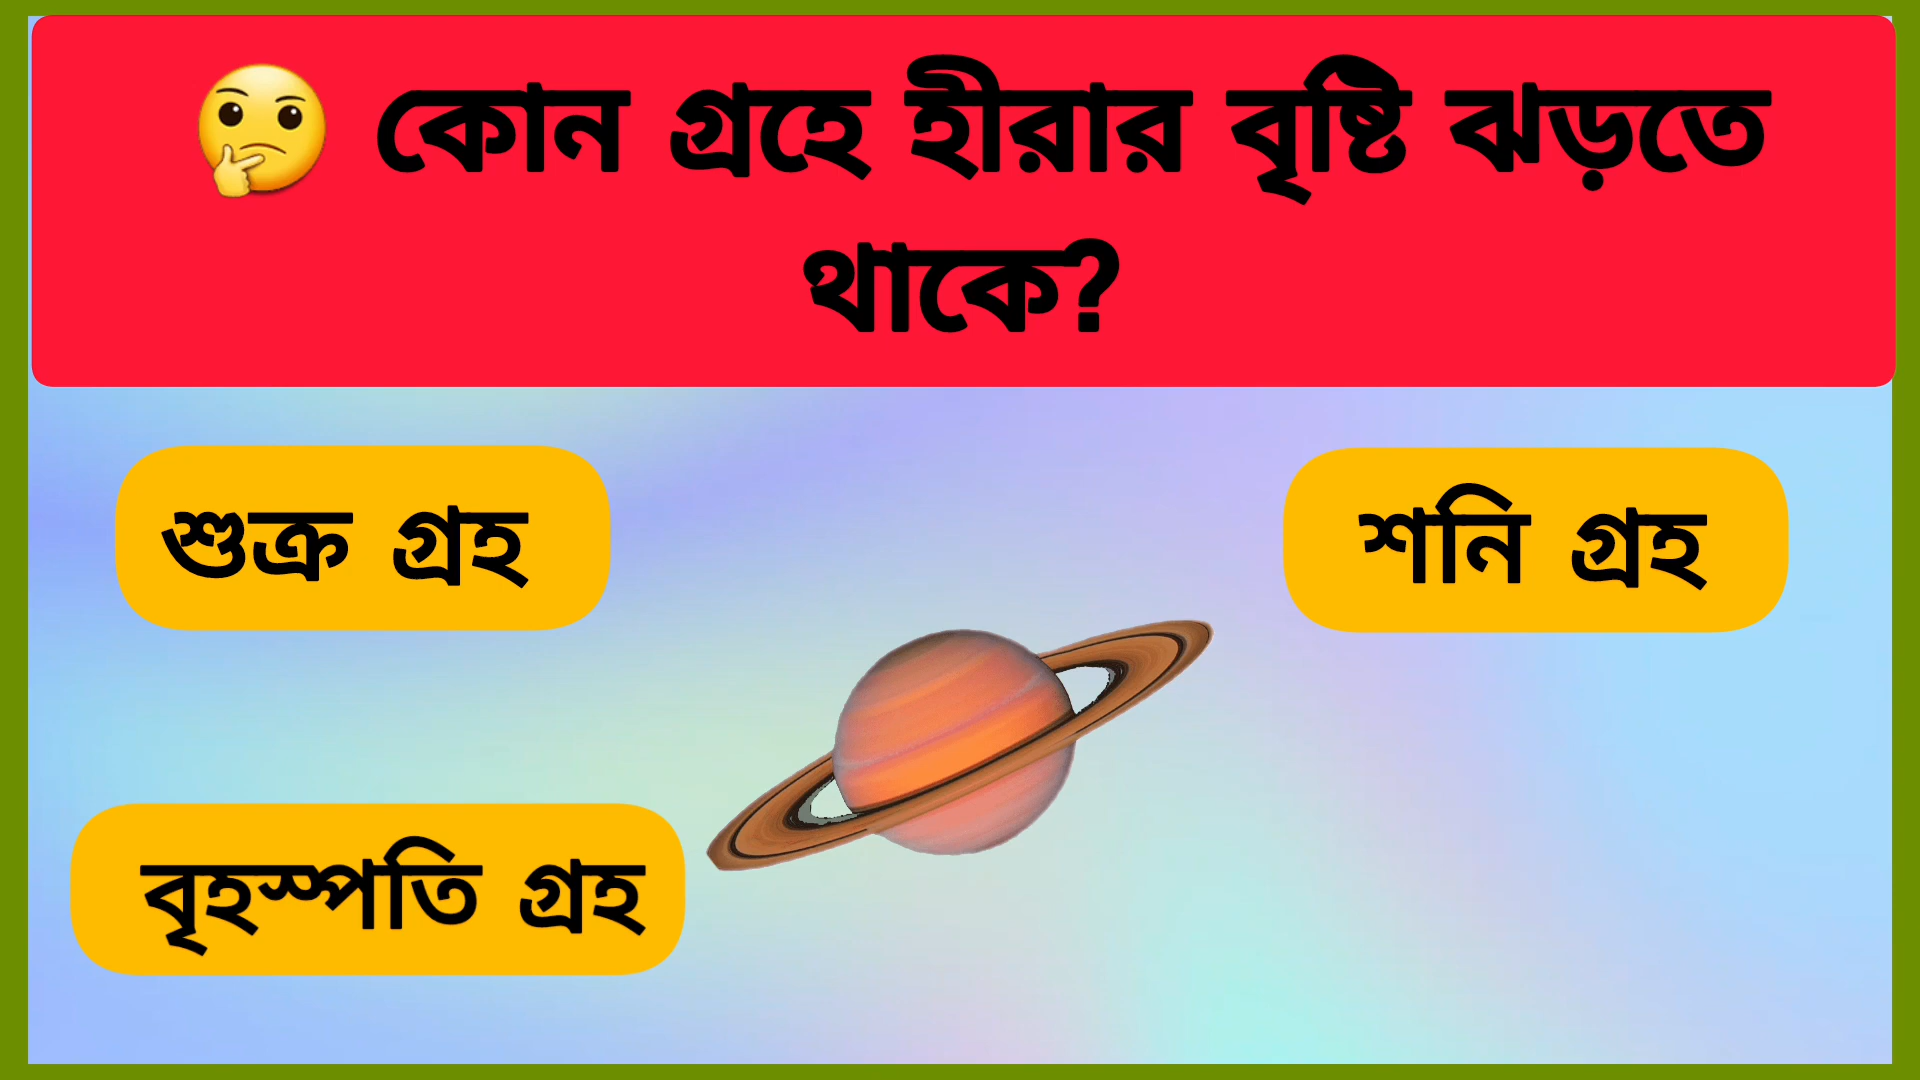 🤔 কোন গ্রহে হীরার বৃষ্টি ঝড়তে
থাকে?
শুক্র গ্রহ
শনি গ্রহ
বৃহস্পতি গ্রহ